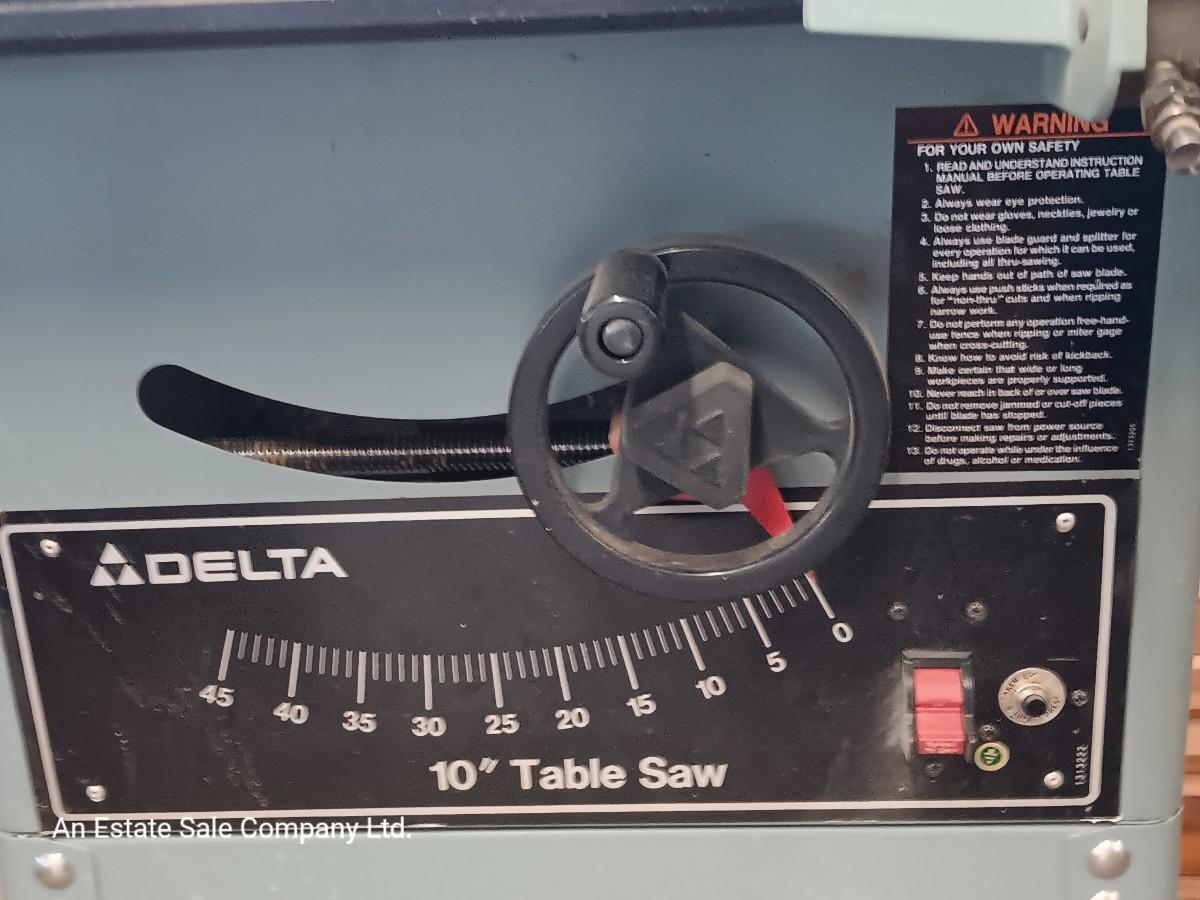 WARNING
FOR YOUR OWN SAFETY
1. READ AND UNDERSTAND INSTRUCTION
MANUAL BEFORE OPERATING TABLE
SAW.
2. Always wear eye protection.
3. Do not wear gloves, neckties, jewelry or
loose clothing.
4. Always use blade guard and splitter for
every operation for which it can be used,
including all thru-sawing.
5. Keep hands out of path of saw blade.
6. Always use push sticks when required as
for "non-thru" cuts and when ripping
narrow work.
7. Do not perform any operation free-hand-
use fence when ripping or miter gage
when cross-cutting.
8. Know how to avoid risk of kickback.
9. Make certain that wide or long
workpieces are properly supported.
10. Never reach in back of or over saw blade.
11. Do not remove jammed or cut-off pieces
until blade has stopped.
12. Disconnect saw from power source
before making repairs or adjustments.
13. Do not operate while under the influence
of drugs, alcohol or medication.
DELTA
45 40 35 30 25 20 15 10 5 0
10" Table Saw
1313222
An Estate Sale Company Ltd.